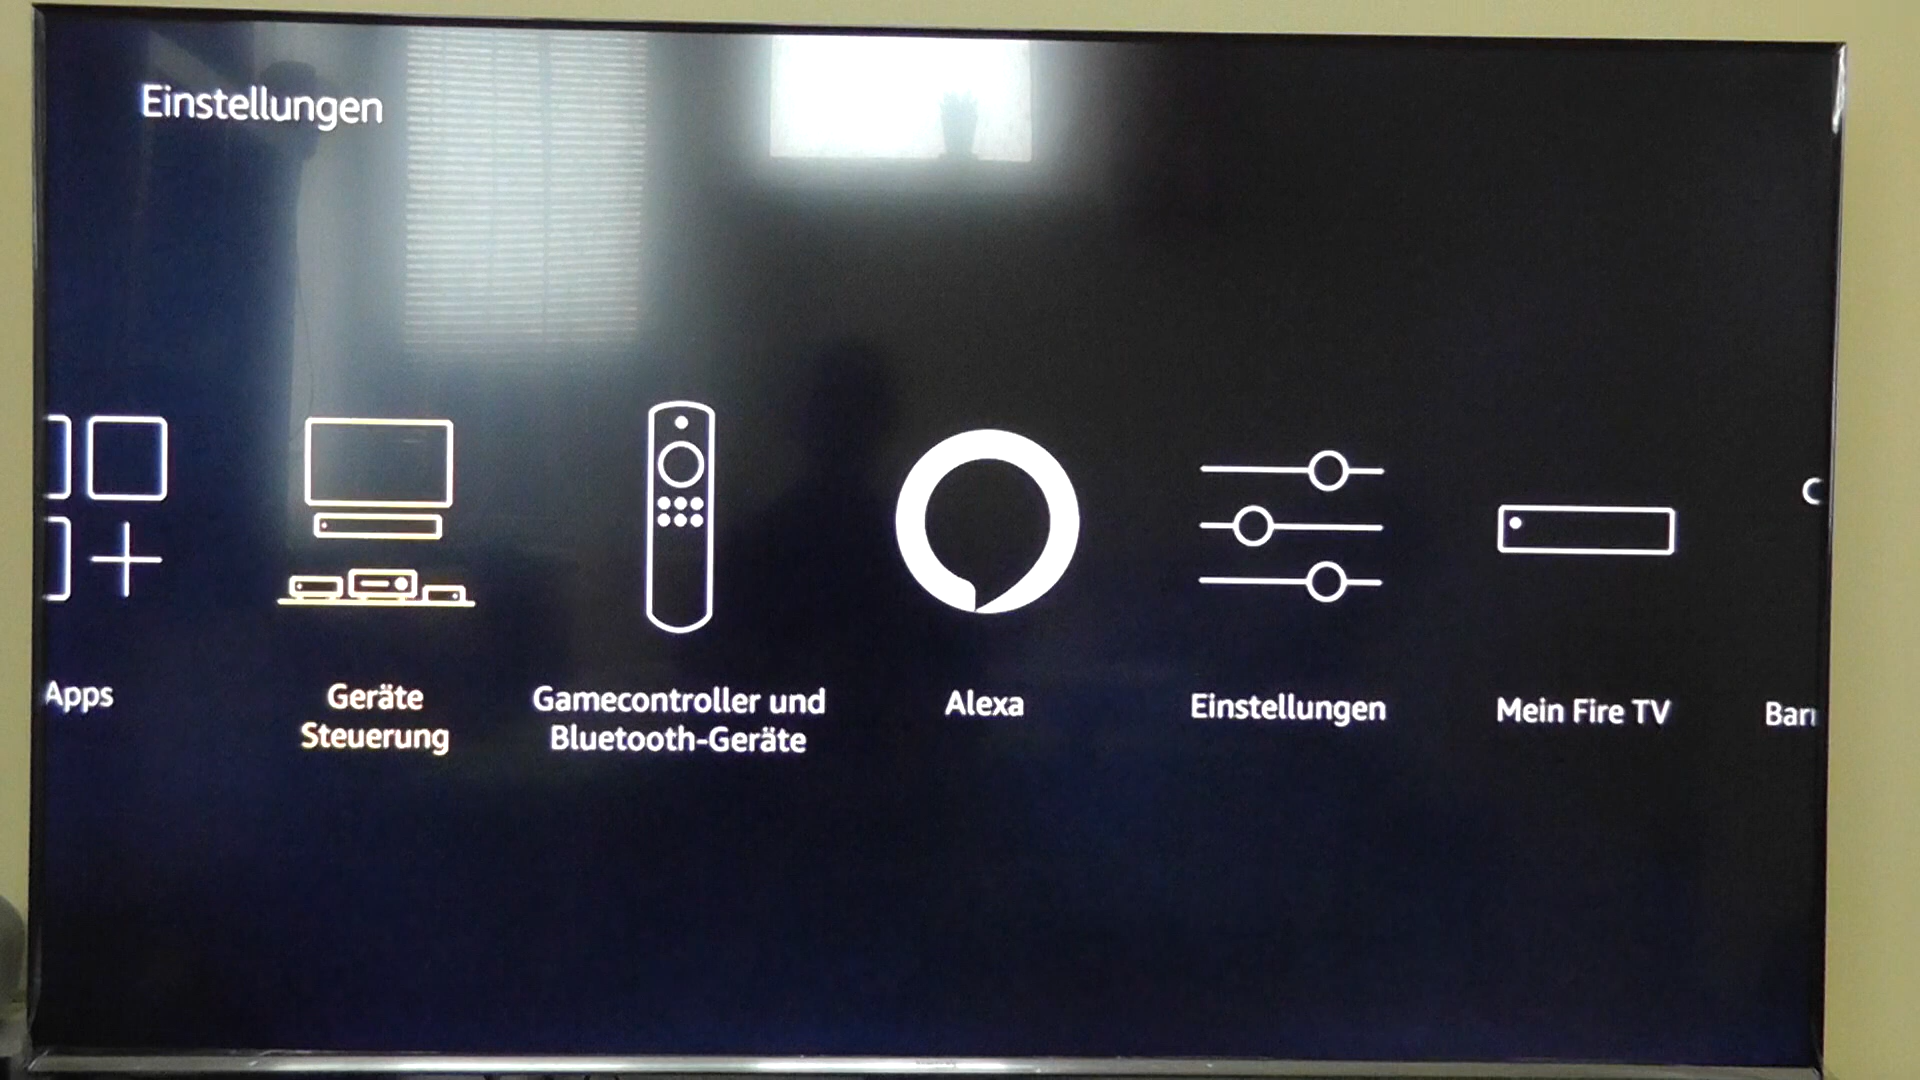 Einstellungen
Apps
Geräte
Steuerung
Gamecontroller und
Bluetooth-Geräte
Alexa
Einstellungen
Mein Fire TV